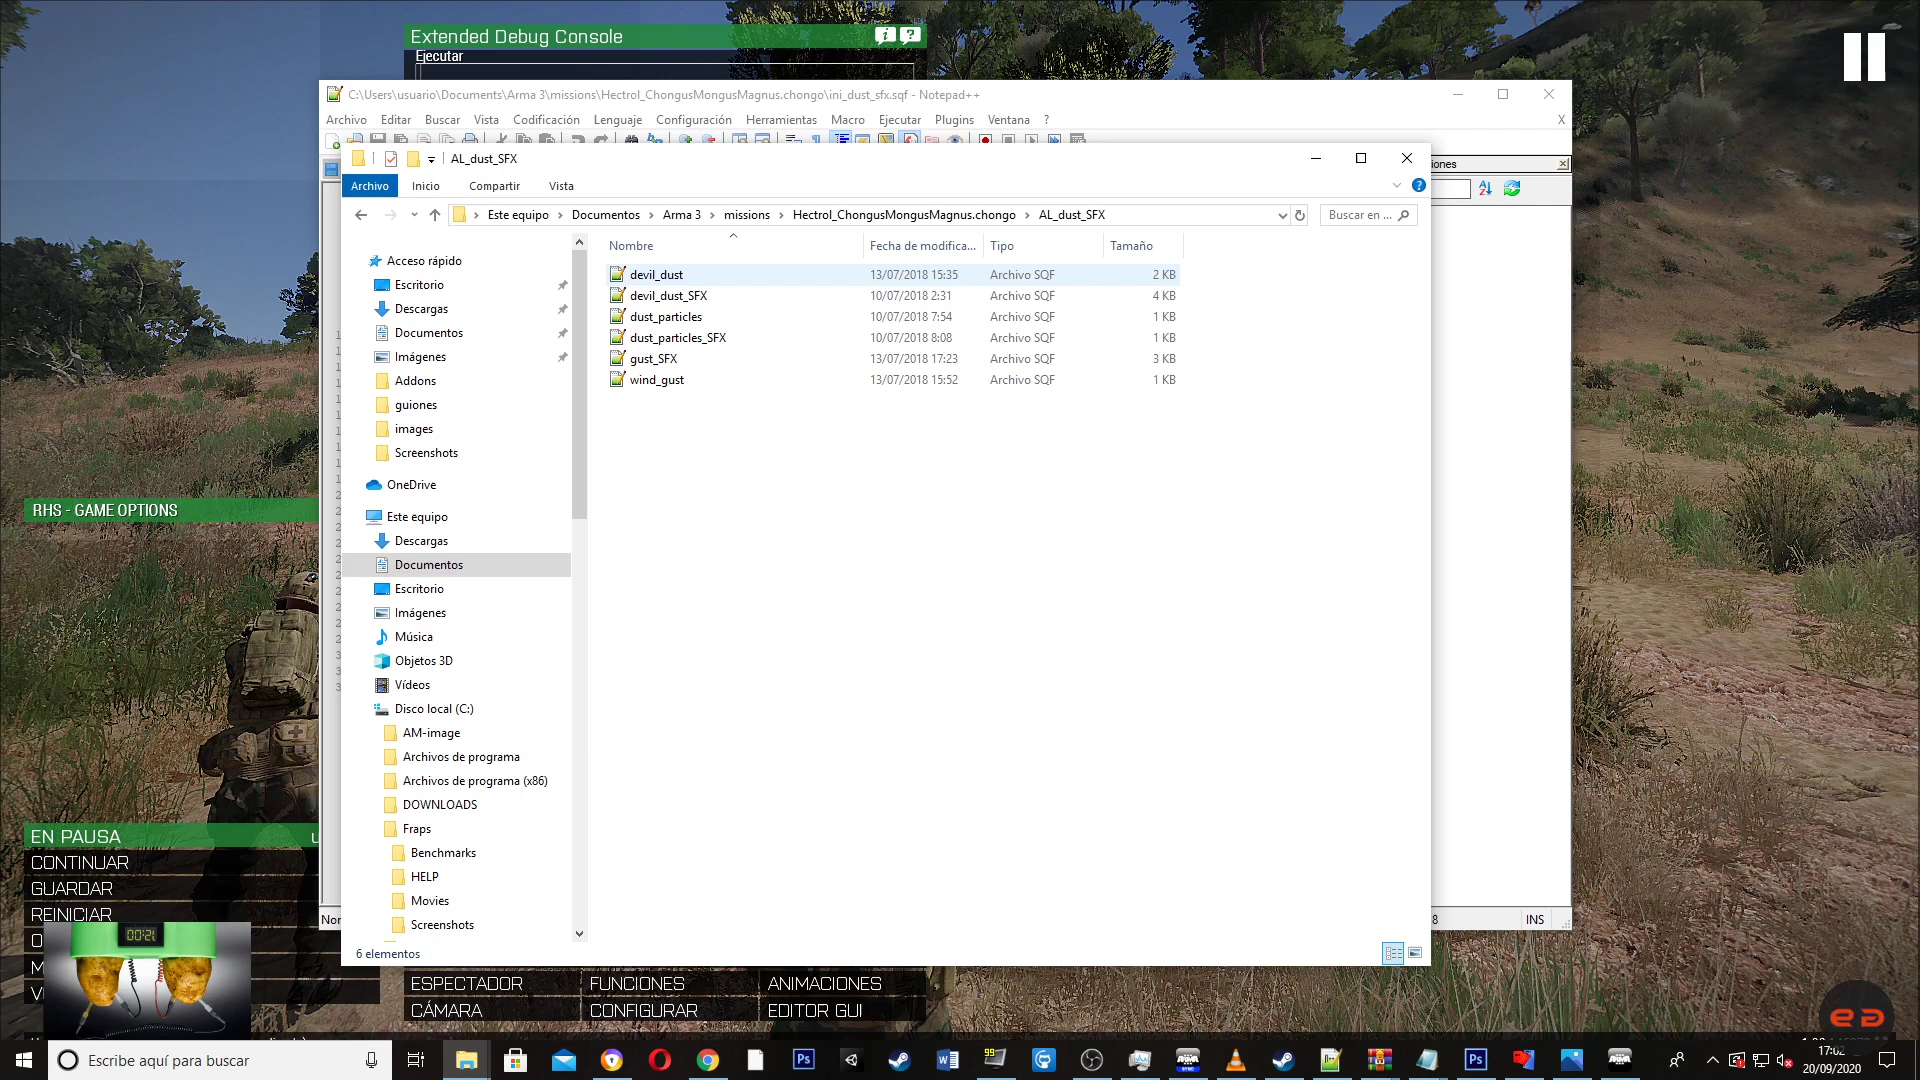 Extended Debug Console
Ejecutar
C:\Users\usuario\Documents\Arma 3\missions\Hectrol_ChongusMongusMagnus.chongo\ini_dust_sfx.sqf - Notepad++
Archivo Editar Buscar Vista Codificación Lenguaje Configuración Herramientas Macro Ejecutar Plugins Ventana ? X
AL_dust_SFX
iones
Archivo Inicio Compartir Vista
Este equipo > Documentos > Arma 3 > missions > Hectrol_ChongusMongusMagnus.chongo > AL_dust_SFX
Buscar en ...
Nombre Fecha de modifica... Tipo Tamaño
devil_dust 13/07/2018 15:35 Archivo SQF 2 KB
devil_dust_SFX 10/07/2018 2:31 Archivo SQF 4 KB
dust_particles 10/07/2018 7:54 Archivo SQF 1 KB
dust_particles_SFX 10/07/2018 8:08 Archivo SQF 1 KB
gust_SFX 13/07/2018 17:23 Archivo SQF 3 KB
wind_gust 13/07/2018 15:52 Archivo SQF 1 KB
Acceso rápido
Escritorio
Descargas
Documentos
Imágenes
Addons
guiones
images
Screenshots
OneDrive
Este equipo
Descargas
Documentos
Escritorio
Imágenes
Música
Objetos 3D
Vídeos
Disco local (C:)
AM-image
Archivos de programa
Archivos de programa (x86)
DOWNLOADS
Fraps
Benchmarks
HELP
Movies
Screenshots
6 elementos
INS
RHS - GAME OPTIONS
EN PAUSA
CONTINUAR
GUARDAR
REINICIAR
00:21
ESPECTADOR FUNCIONES ANIMACIONES
CÁMARA CONFIGURAR EDITOR GUI
Escribe aquí para buscar
17:02
20/09/2020